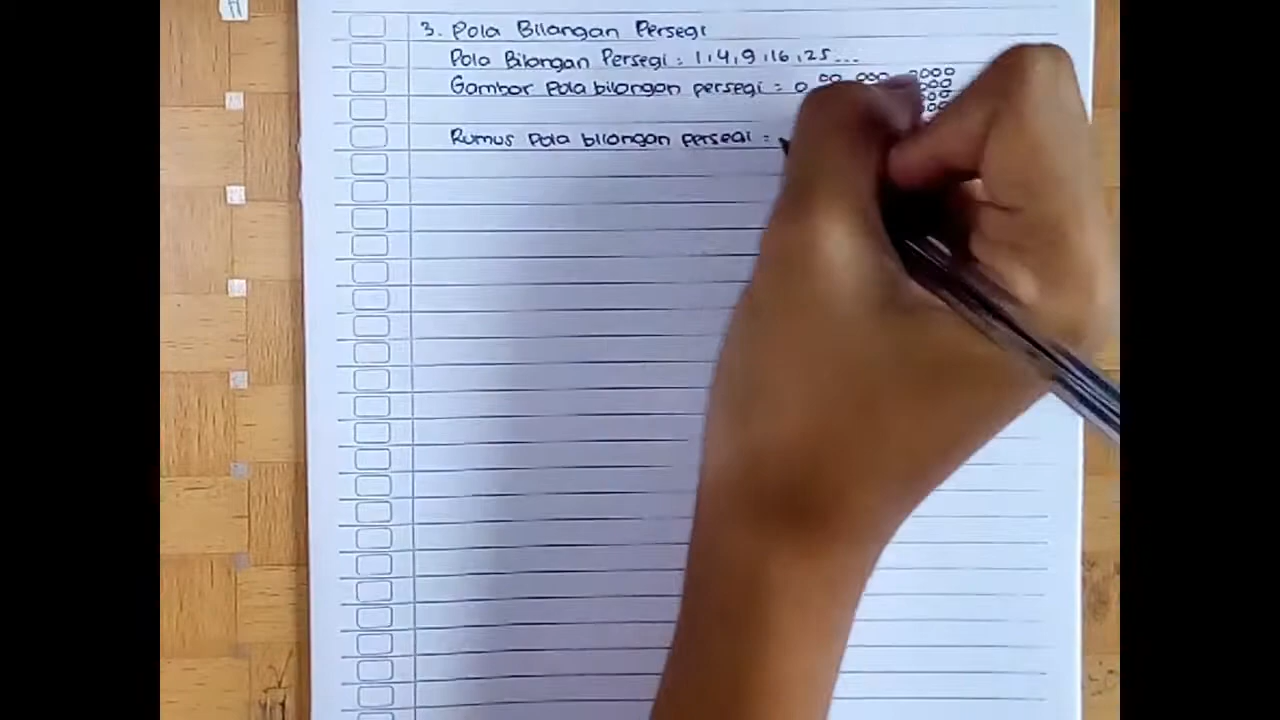 3. Pola Bilangan Persegi
Pola Bilangan Persegi : 1, 4, 9, 16, 25 ...
Gambar pola bilangan persegi =
Rumus Pola bilangan persegi =